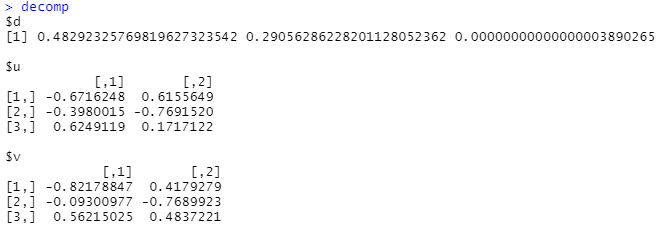 > decomp
$d
[1] 0.48292325769819627323542 0.29056286228201128052362 0.00000000000000003890265
$u
[,1] [,2]
[1,] -0.6716248 0.6155649
[2,] -0.3980015 -0.7691520
[3,] 0.6249119 0.1717122
$v
[,1] [,2]
[1,] -0.82178847 0.4179279
[2,] -0.09300977 -0.7689923
[3,] 0.56215025 0.4837221